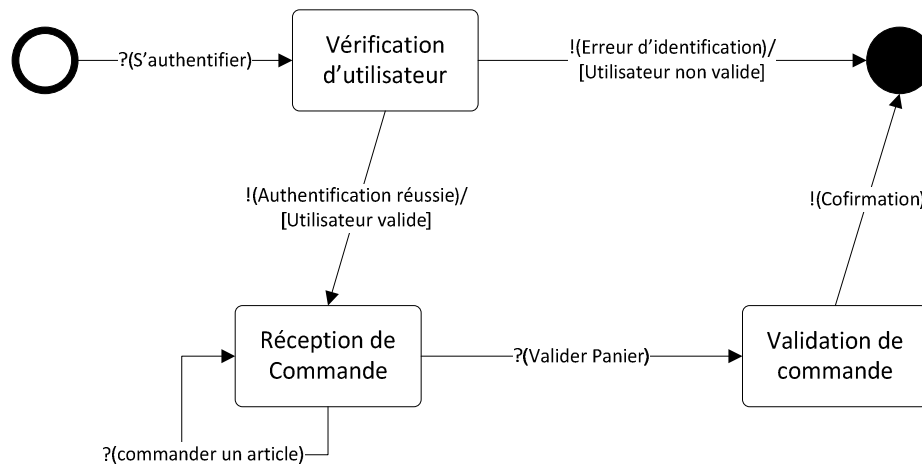 Vérification
d'utilisateur
?(S'authentifier)
!(Erreur d'identification)/
[Utilisateur non valide]
!(Authentification réussie)/
[Utilisateur valide]
!(Cofirmation)
Réception de
Commande
?(Valider Panier)
Validation de
commande
?(commander un article)